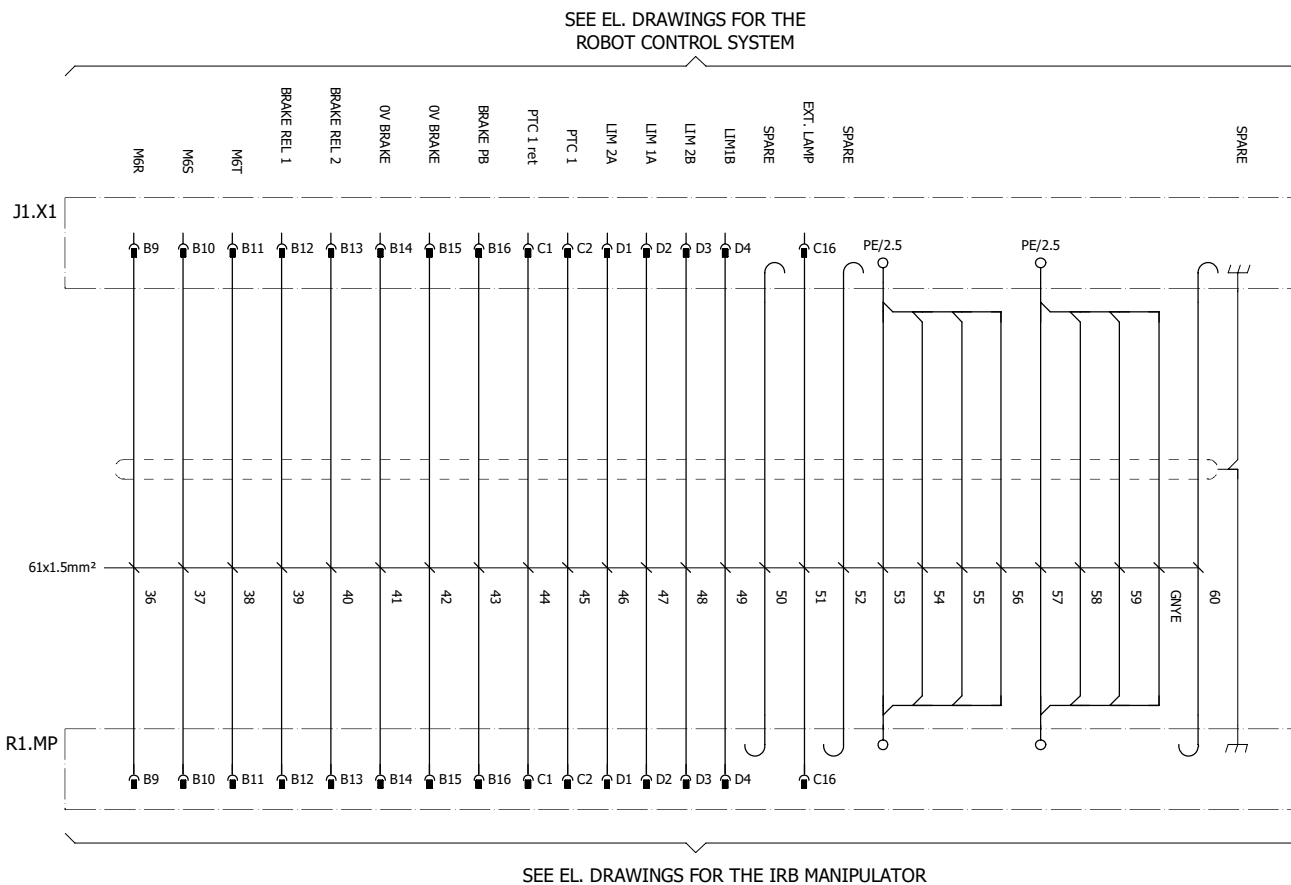 SEE EL. DRAWINGS FOR THE
ROBOT CONTROL SYSTEM
M6R
M6S
M6T
BRAKE REL 1
BRAKE REL 2
0V BRAKE
0V BRAKE
BRAKE PB
PTC 1 ret
PTC 1
LIM 2A
LIM 1A
LIM 2B
LIM1B
SPARE
EXT. LAMP
SPARE
SPARE
J1.X1
B9 B10 B11 B12 B13 B14 B15 B16 C1 C2 D1 D2 D3 D4 C16 PE/2.5 PE/2.5
61x1.5mm²
36 37 38 39 40 41 42 43 44 45 46 47 48 49 50 51 52 53 54 55 56 57 58 59 GNYE 60
R1.MP
B9 B10 B11 B12 B13 B14 B15 B16 C1 C2 D1 D2 D3 D4 C16
SEE EL. DRAWINGS FOR THE IRB MANIPULATOR